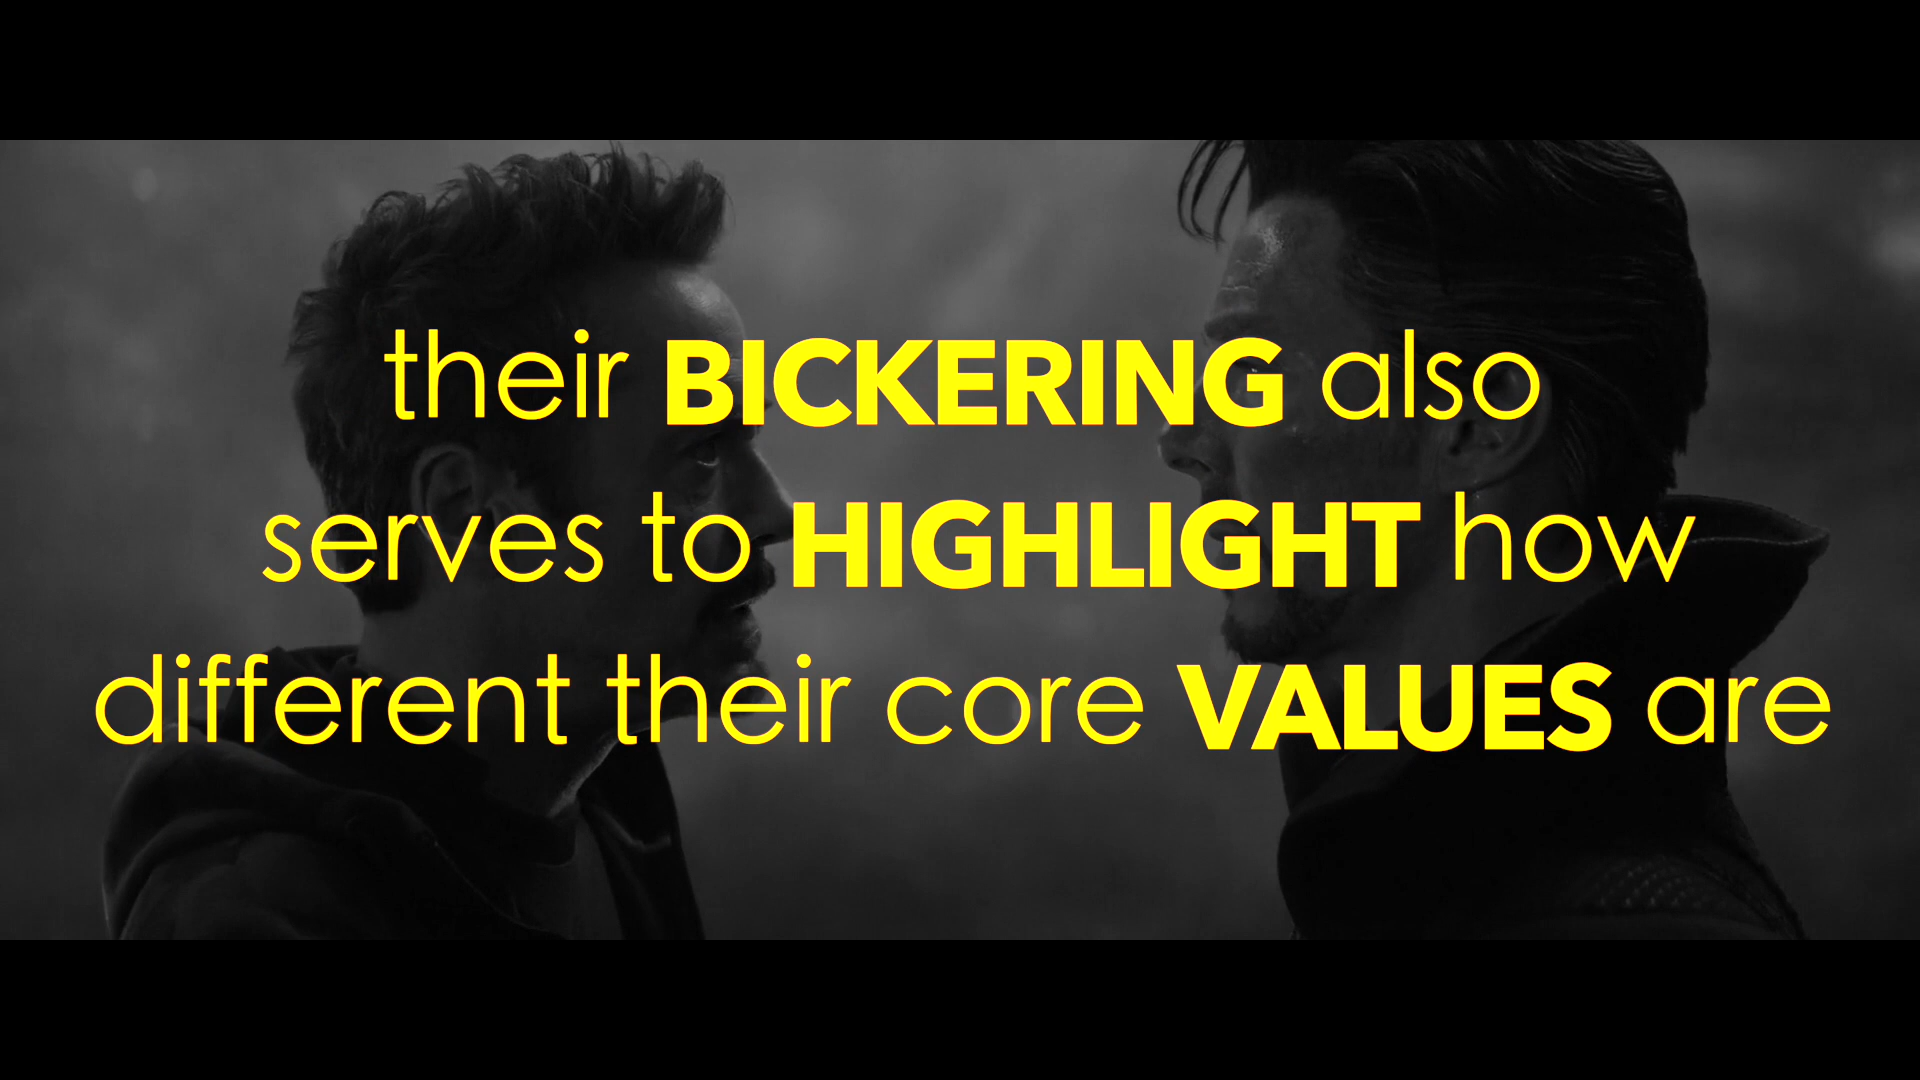 their BICKERING also
serves to HIGHLIGHT how
different their core VALUES are